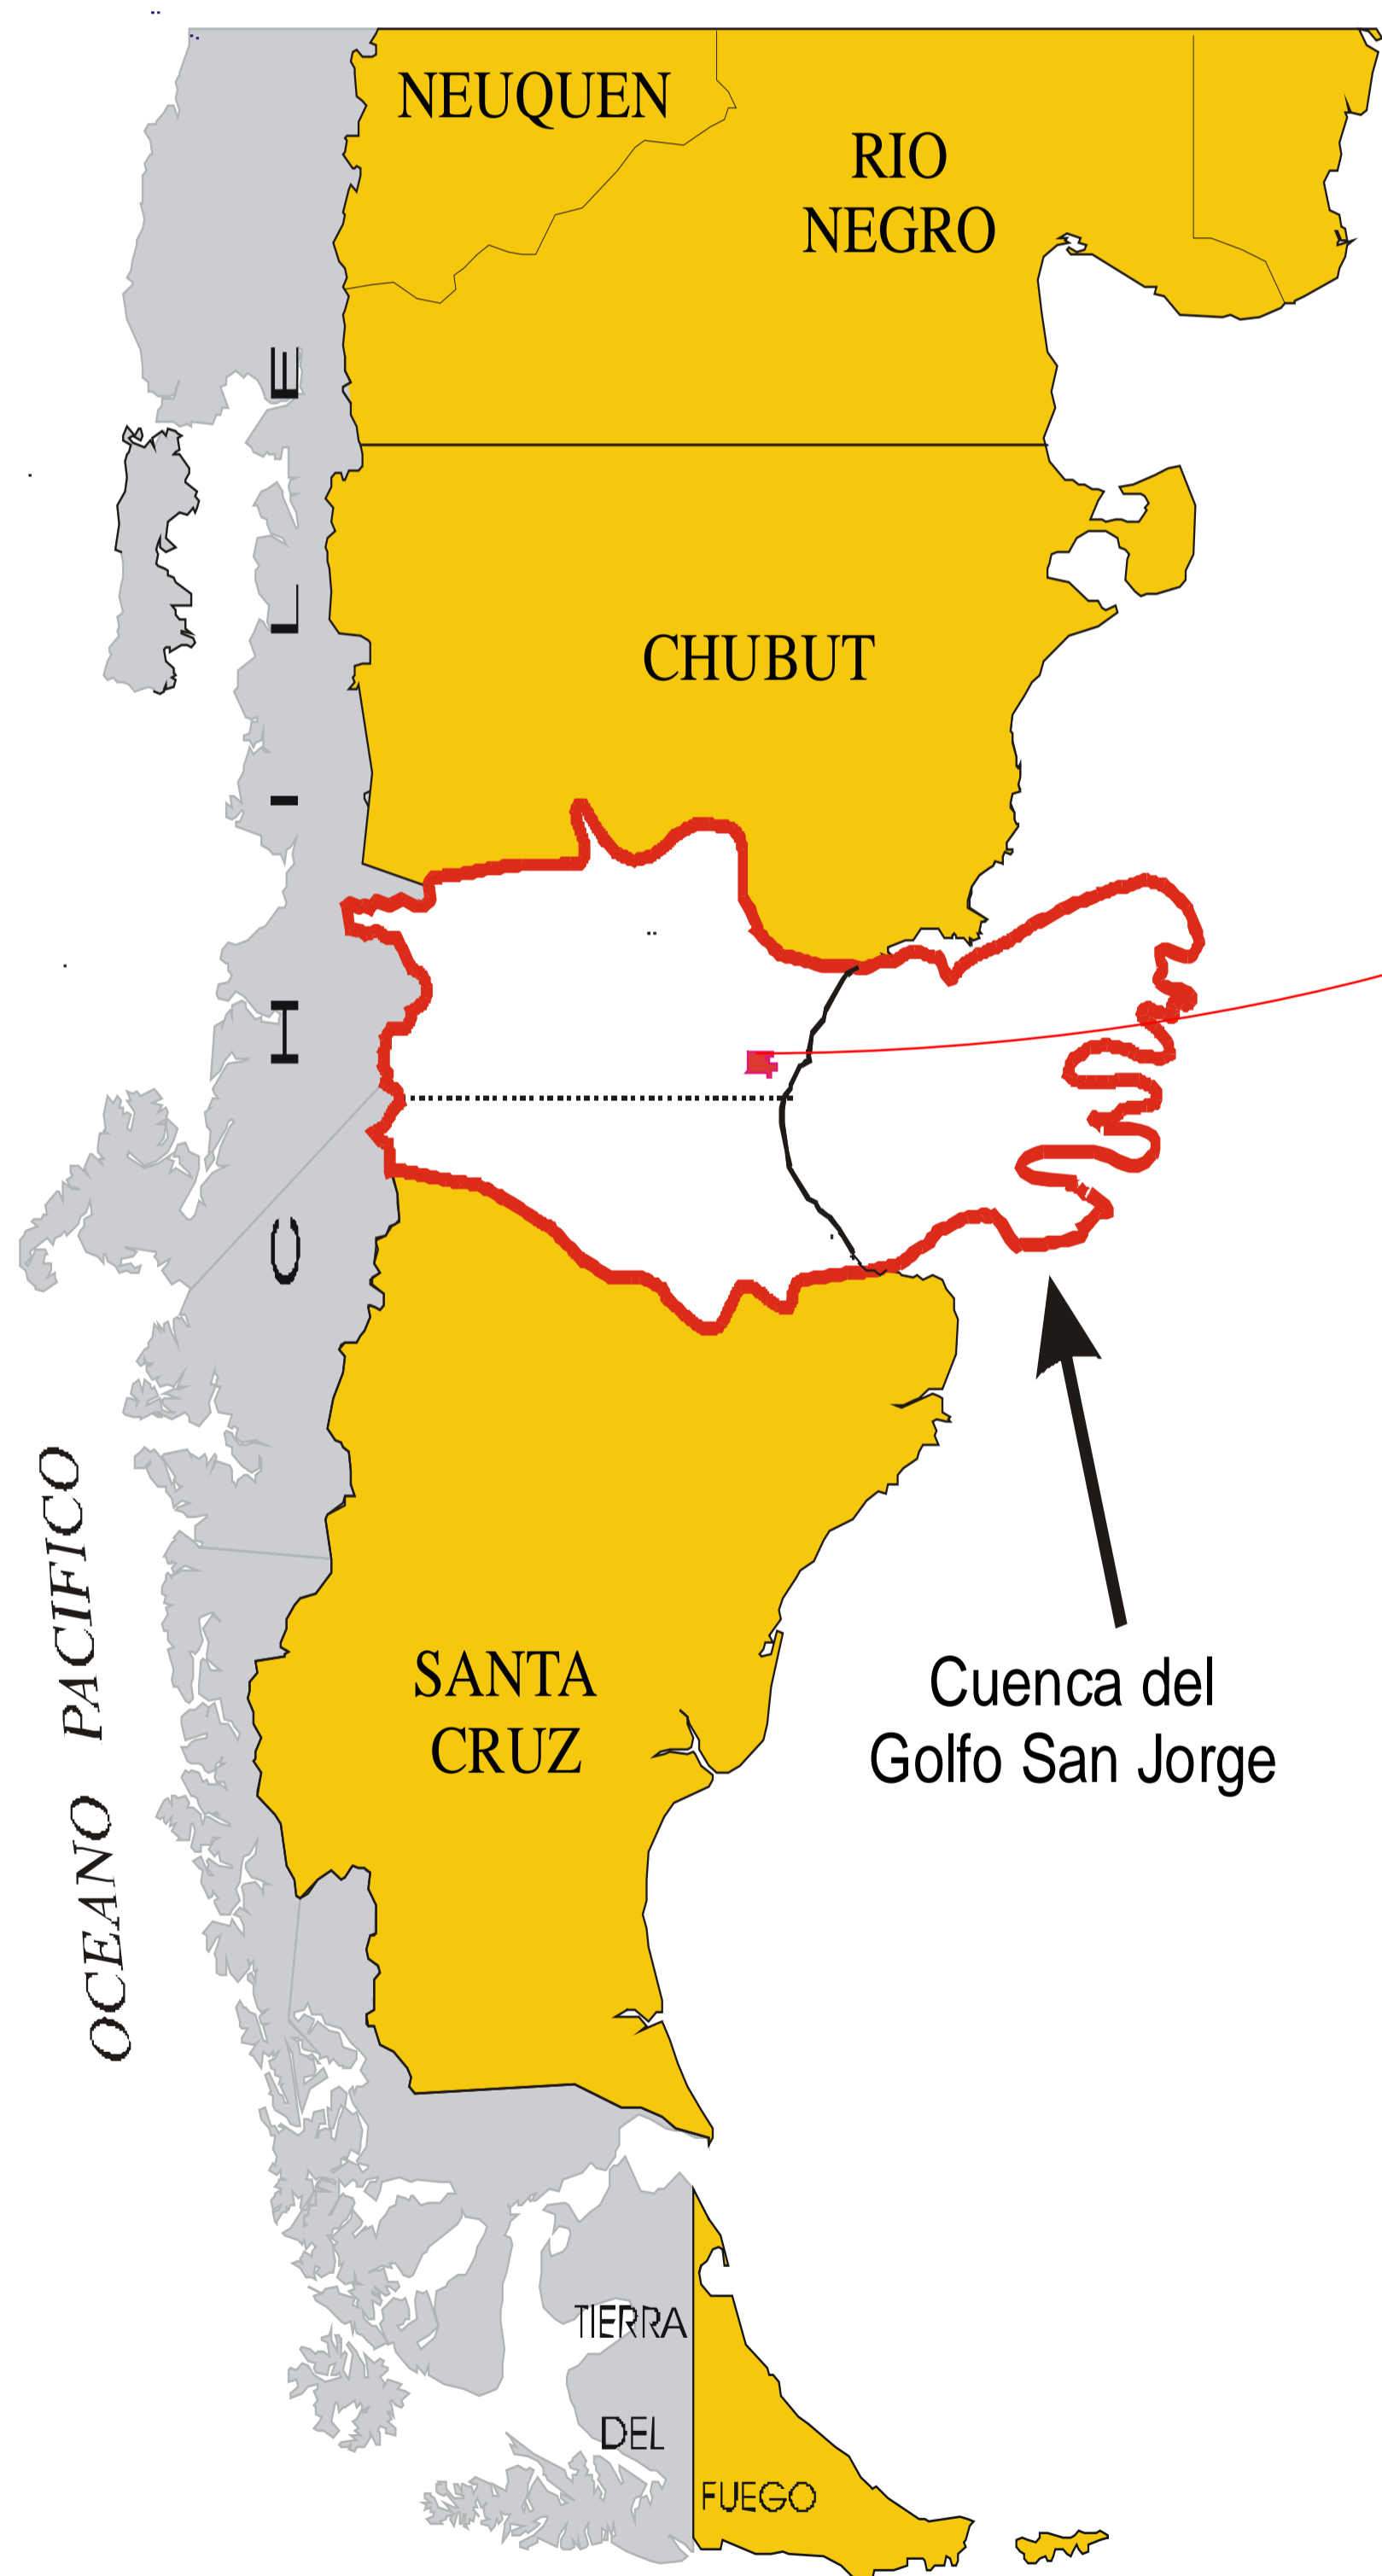 NEUQUEN
RIO
NEGRO
CHUBUT
CHILE
Cuenca del
Golfo San Jorge
SANTA
CRUZ
OCEANO PACIFICO
TIERRA
DEL
FUEGO